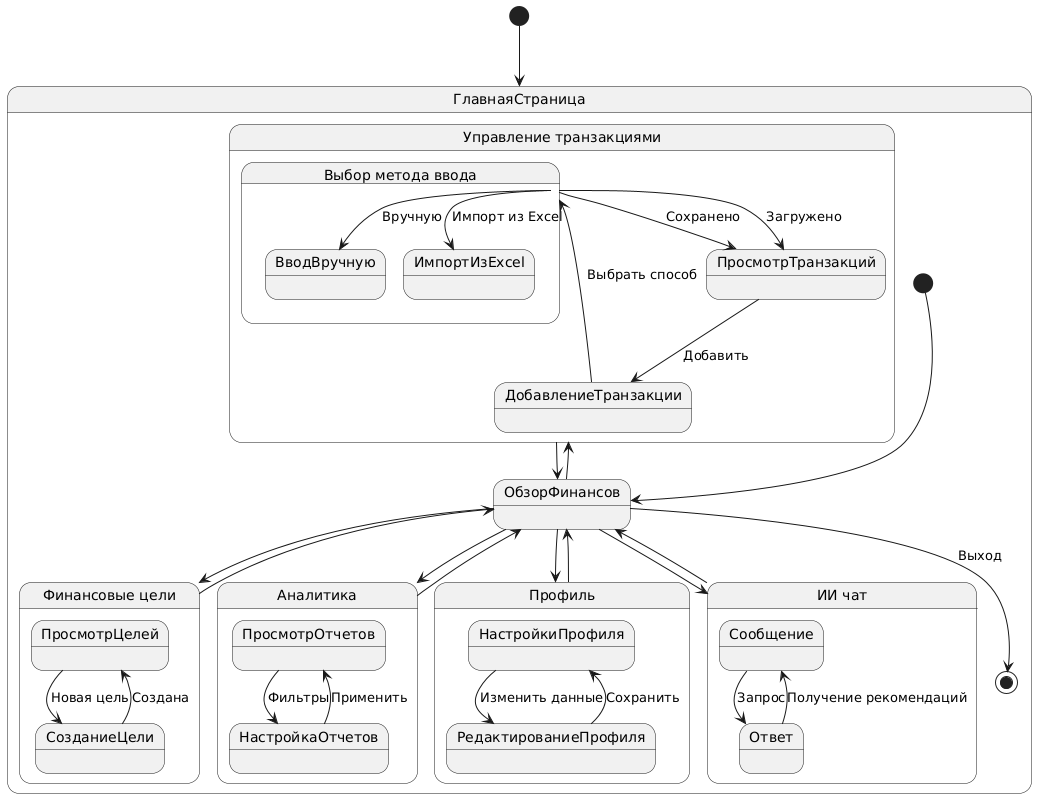 ГлавнаяСтраница
Управление транзакциями
Выбор метода ввода
Вручную
Импорт из Excel
Сохранено
Загружено
ВводВручную
ИмпортИзExcel
ПросмотрТранзакций
Выбрать способ
Добавить
ДобавлениеТранзакции
ОбзорФинансов
Выход
Финансовые цели
Аналитика
Профиль
ИИ чат
ПросмотрЦелей
ПросмотрОтчетов
НастройкиПрофиля
Сообщение
Новая цель
Создана
Фильтры
Применить
Изменить данные
Сохранить
Запрос
Получение рекомендаций
СозданиеЦели
НастройкаОтчетов
РедактированиеПрофиля
Ответ